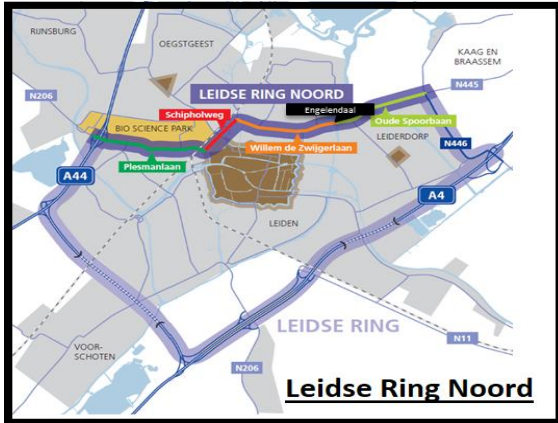 RIJNSBURG
OEGSTGEEST
KAAG EN
BRAASSEM
N206
LEIDSE RING NOORD
N445
Schipholweg
Engelendaal
BIO SCIENCE PARK
Oude Spoorbaan
LEIDERDORP
Plesmanlaan
Willem de Zwijgerlaan
N446
A44
A4
LEIDEN
LEIDSE RING
VOOR-
SCHOTEN
N11
N206
Leidse Ring Noord